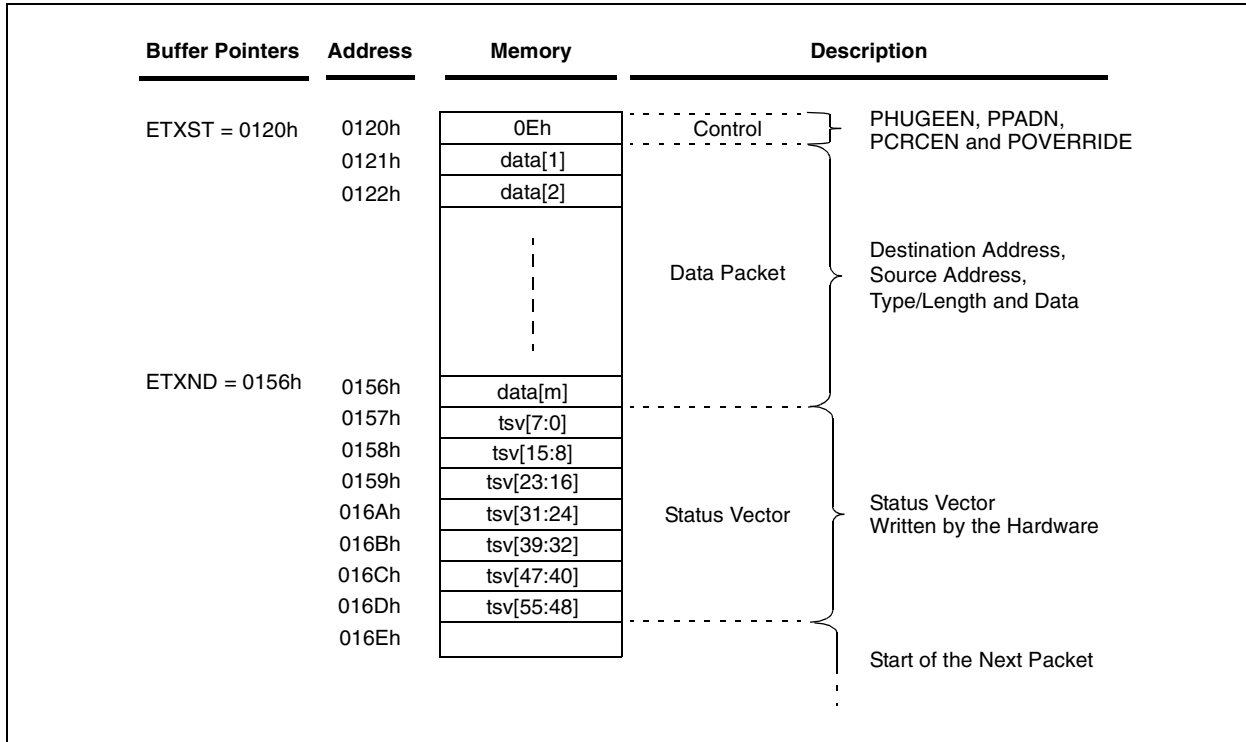 Buffer Pointers Address Memory Description
ETXST = 0120h 0120h 0Eh Control PHUGEEN, PPADN,
PCRCEN and POVERRIDE
0121h data[1]
0122h data[2]
Data Packet Destination Address,
Source Address,
Type/Length and Data
ETXND = 0156h 0156h data[m]
0157h tsv[7:0]
0158h tsv[15:8]
0159h tsv[23:16]
016Ah tsv[31:24] Status Vector Status Vector
Written by the Hardware
016Bh tsv[39:32]
016Ch tsv[47:40]
016Dh tsv[55:48]
016Eh
Start of the Next Packet